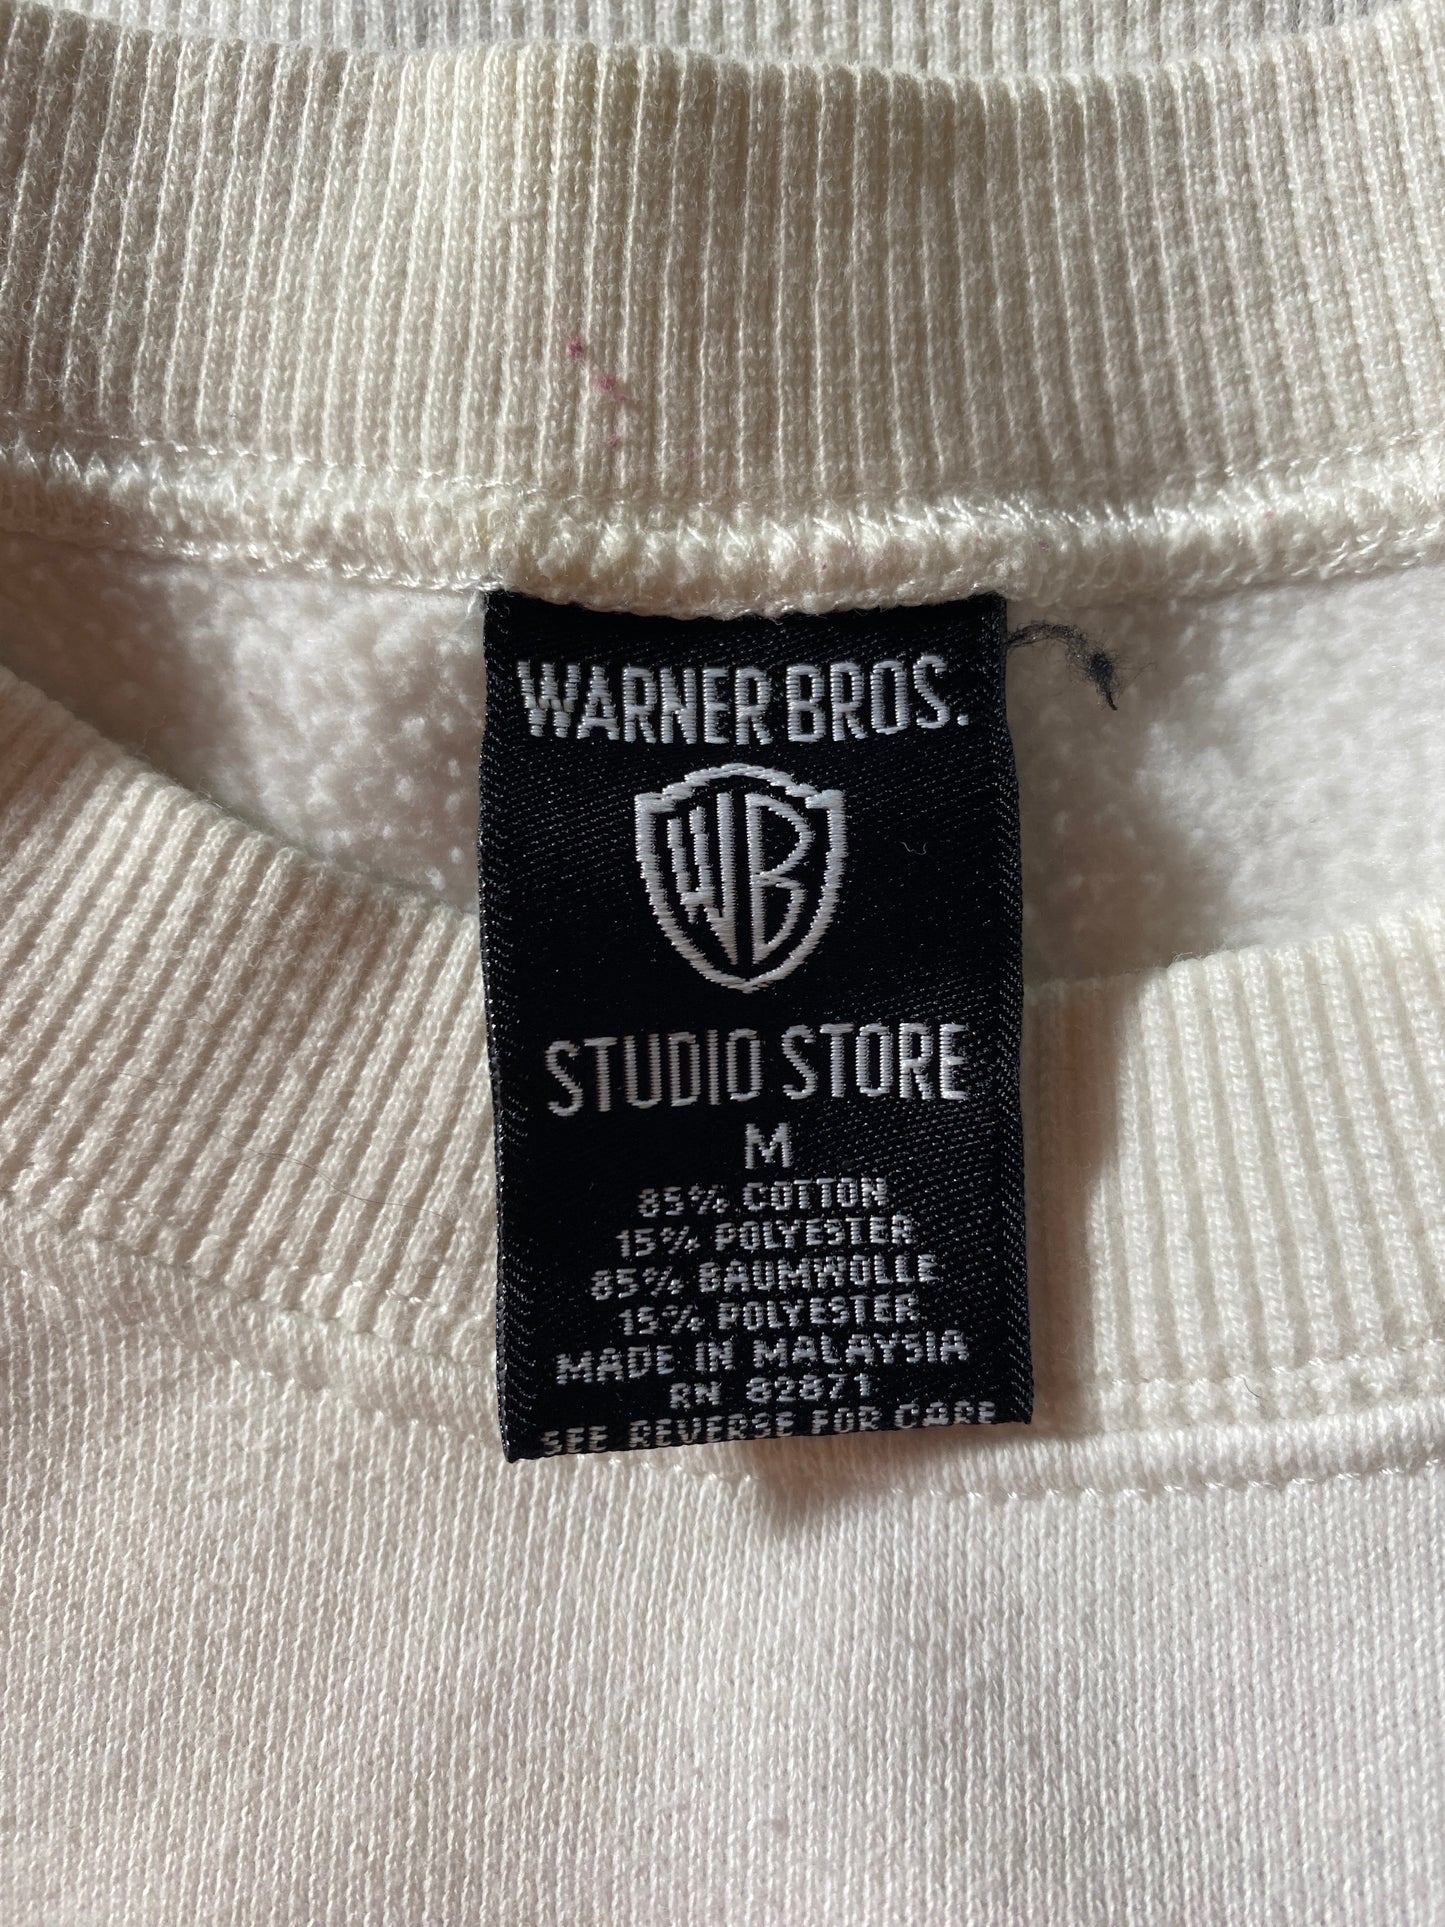 WARNER BROS.
WB
STUDIO STORE
M
85% COTTON
15% POLYESTER
85% BAUMWOLLE
15% POLYESTER
MADE IN MALAYSIA
RN 82871
SEE REVERSE FOR CARE